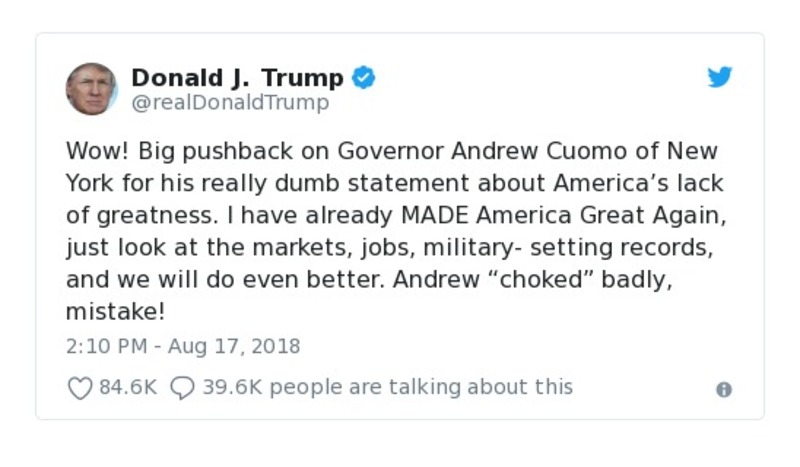 Donald J. Trump
@realDonaldTrump
Wow! Big pushback on Governor Andrew Cuomo of New
York for his really dumb statement about America’s lack
of greatness. I have already MADE America Great Again,
just look at the markets, jobs, military- setting records,
and we will do even better. Andrew “choked” badly,
mistake!
2:10 PM - Aug 17, 2018
84.6K 39.6K people are talking about this